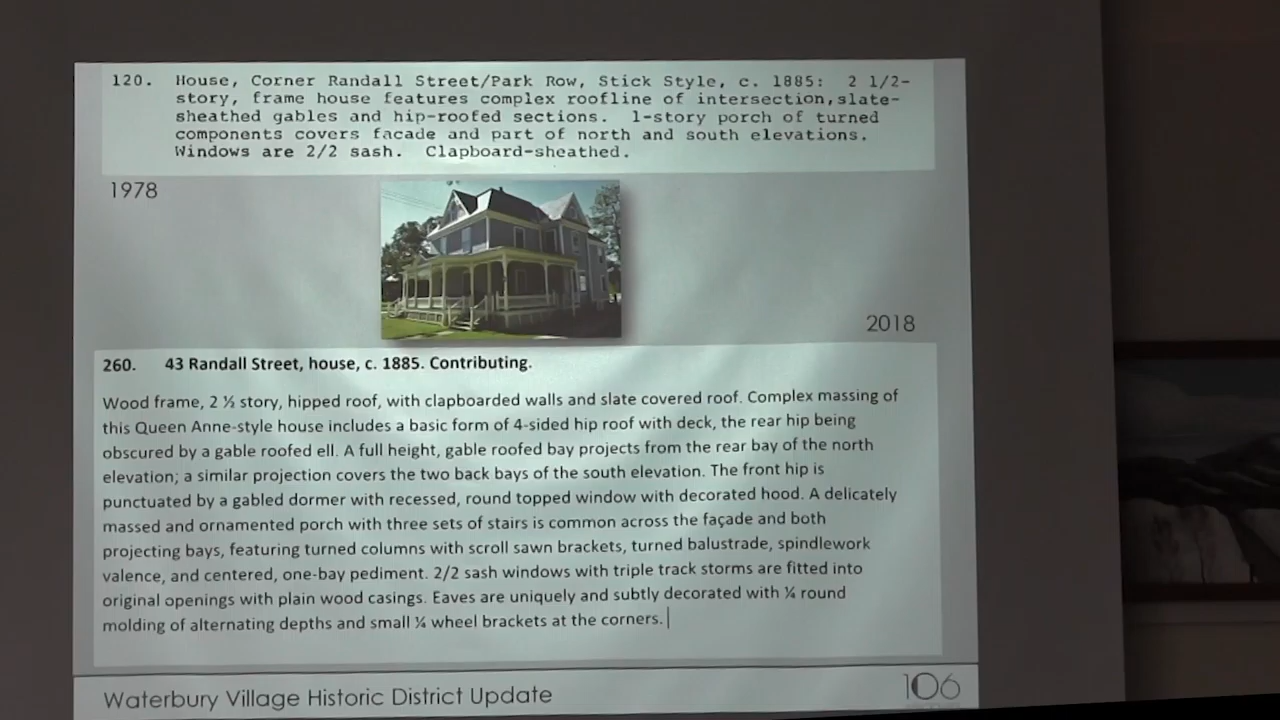 120. House, Corner Randall Street/Park Row, Stick Style, c. 1885: 2 1/2-
story, frame house features complex roofline of intersection,slate-
sheathed gables and hip-roofed sections. 1-story porch of turned
components covers facade and part of north and south elevations.
Windows are 2/2 sash. Clapboard-sheathed.
1978
2018
260. 43 Randall Street, house, c. 1885. Contributing.
Wood frame, 2 ½ story, hipped roof, with clapboarded walls and slate covered roof. Complex massing of
this Queen Anne-style house includes a basic form of 4-sided hip roof with deck, the rear hip being
obscured by a gable roofed ell. A full height, gable roofed bay projects from the rear bay of the north
elevation; a similar projection covers the two back bays of the south elevation. The front hip is
punctuated by a gabled dormer with recessed, round topped window with decorated hood. A delicately
massed and ornamented porch with three sets of stairs is common across the façade and both
projecting bays, featuring turned columns with scroll sawn brackets, turned balustrade, spindlework
valence, and centered, one-bay pediment. 2/2 sash windows with triple track storms are fitted into
original openings with plain wood casings. Eaves are uniquely and subtly decorated with ¼ round
molding of alternating depths and small ¼ wheel brackets at the corners.
Waterbury Village Historic District Update
106